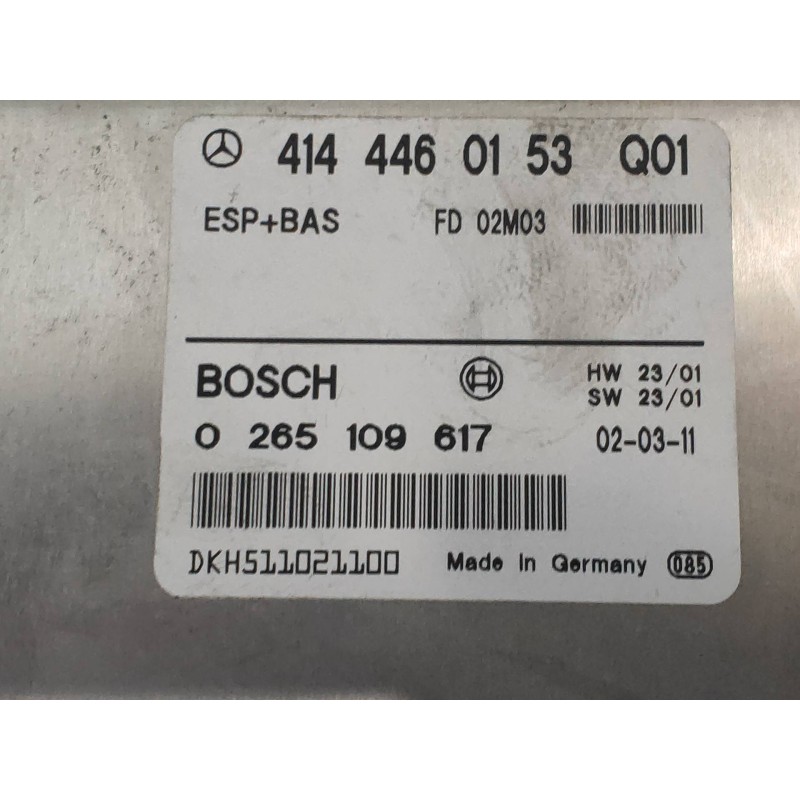 414 446 01 53 Q01
ESP+BAS FD 02M03
BOSCH HW 23/01
SW 23/01
0 265 109 617 02-03-11
DKH511021100 Made In Germany 085